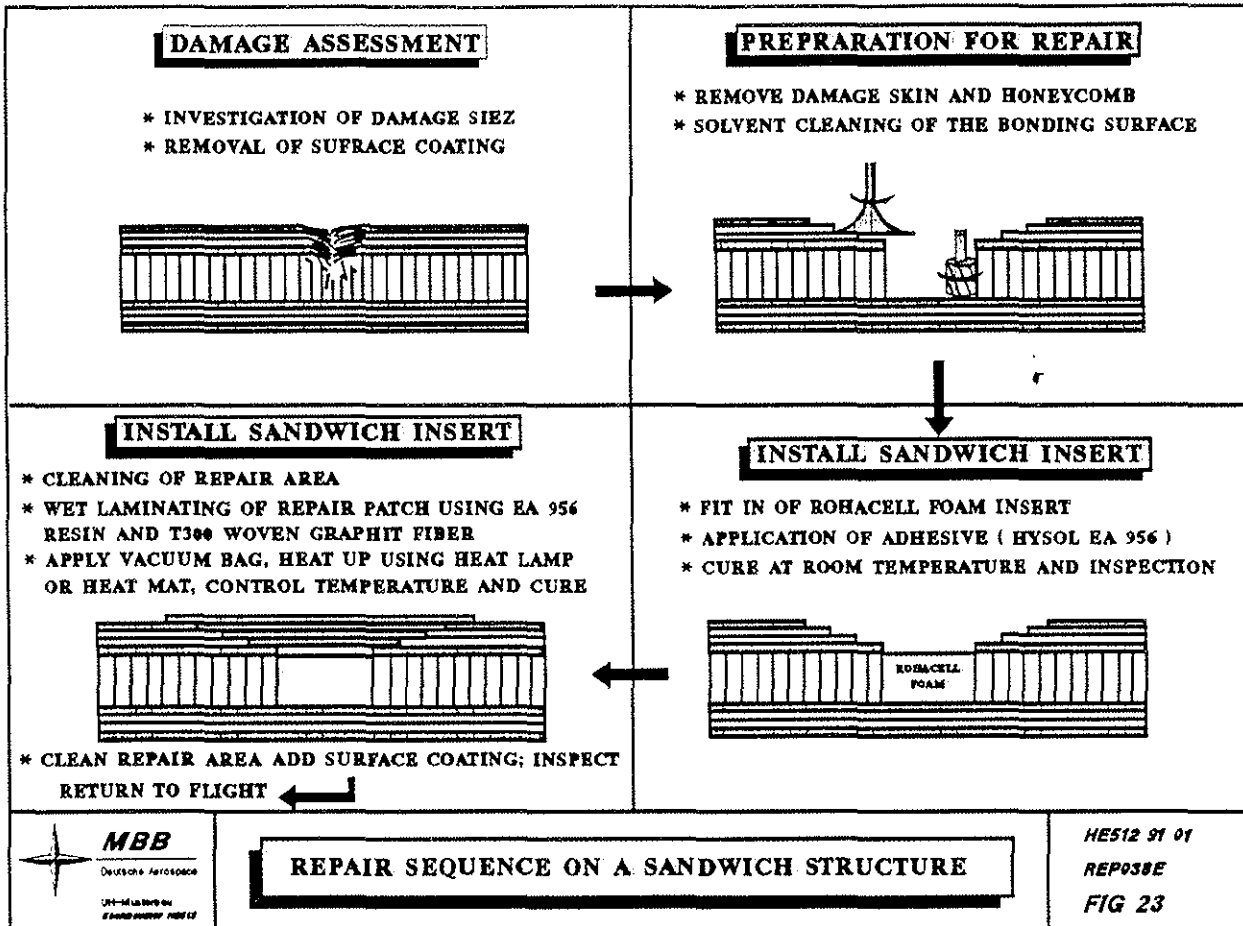 DAMAGE ASSESSMENT
* INVESTIGATION OF DAMAGE SIEZ
* REMOVAL OF SUFRACE COATING
PREPRARATION FOR REPAIR
* REMOVE DAMAGE SKIN AND HONEYCOMB
* SOLVENT CLEANING OF THE BONDING SURFACE
INSTALL SANDWICH INSERT
* FIT IN OF ROHACELL FOAM INSERT
* APPLICATION OF ADHESIVE ( HYSOL EA 956 )
* CURE AT ROOM TEMPERATURE AND INSPECTION
ROHACELL
FOAM
INSTALL SANDWICH INSERT
* CLEANING OF REPAIR AREA
* WET LAMINATING OF REPAIR PATCH USING EA 956
RESIN AND T300 WOVEN GRAPHIT FIBER
* APPLY VACUUM BAG, HEAT UP USING HEAT LAMP
OR HEAT MAT, CONTROL TEMPERATURE AND CURE
* CLEAN REPAIR AREA ADD SURFACE COATING; INSPECT
RETURN TO FLIGHT
MBB
Deutsche Aerospace
REPAIR SEQUENCE ON A SANDWICH STRUCTURE
HE512 91 01
REP038E
FIG 23